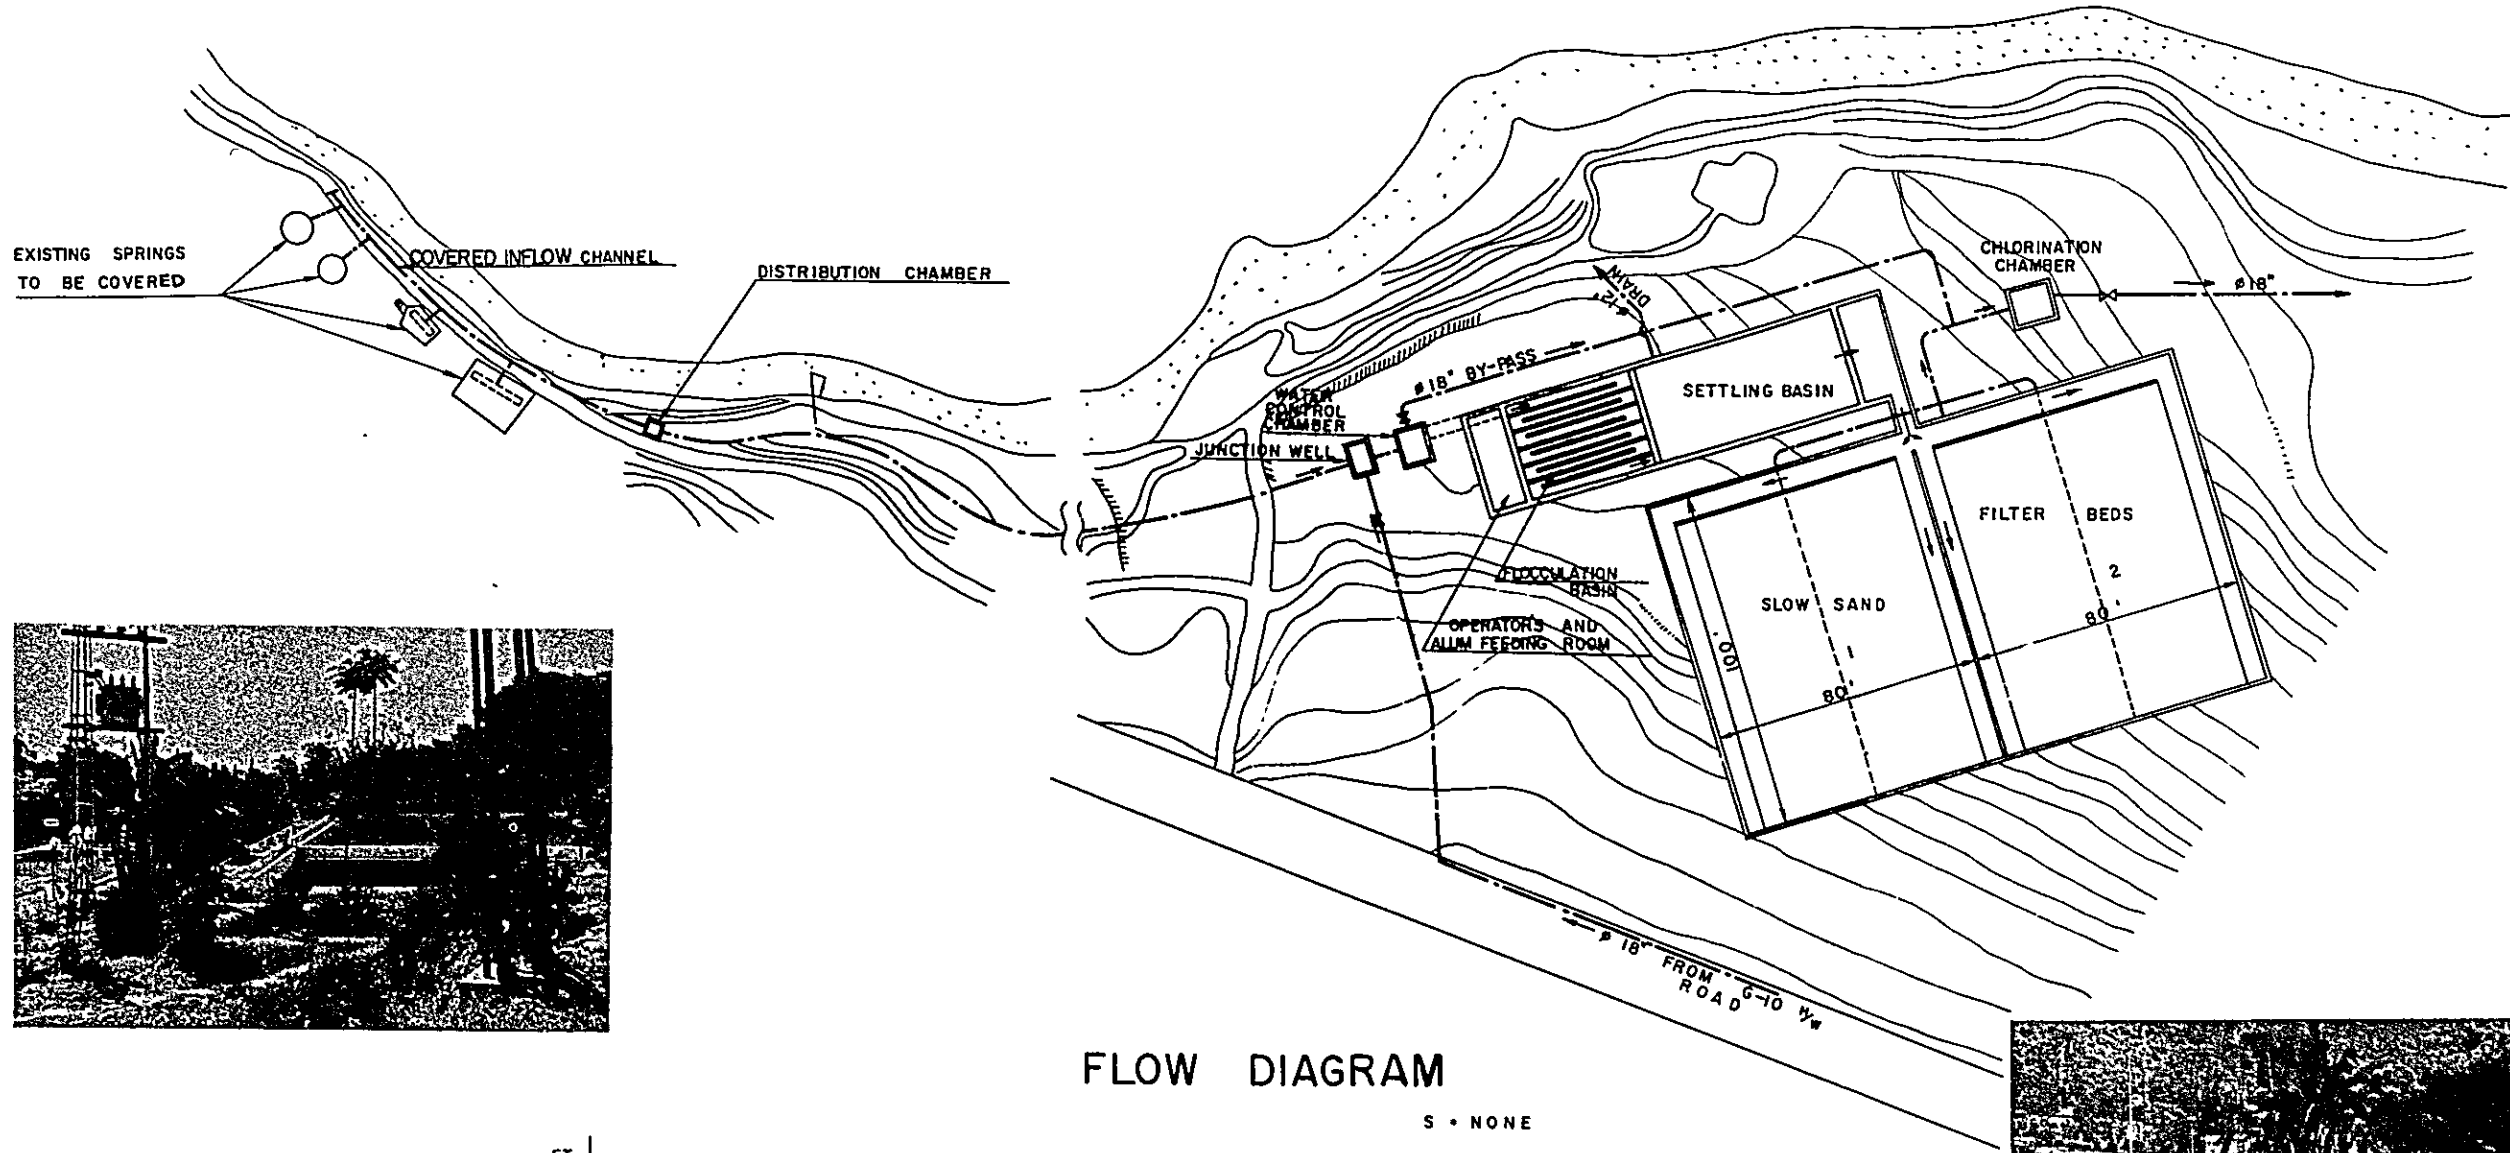 EXISTING SPRINGS
TO BE COVERED
COVERED INFLOW CHANNEL
DISTRIBUTION CHAMBER
CHLORINATION
CHAMBER
ø 18"
DRAIN
ø 12"
ø 18" BY-PASS
WATER
CONTROL
CHAMBER
JUNCTION WELL
SETTLING BASIN
FILTER BEDS
2
80'
SLOW SAND
1
80'
100'
FLOCCULATION
BASIN
OPERATORS AND
ALUM FEEDING ROOM
ø 18" FROM G-10 H/W
ROAD
FLOW DIAGRAM
S = NONE